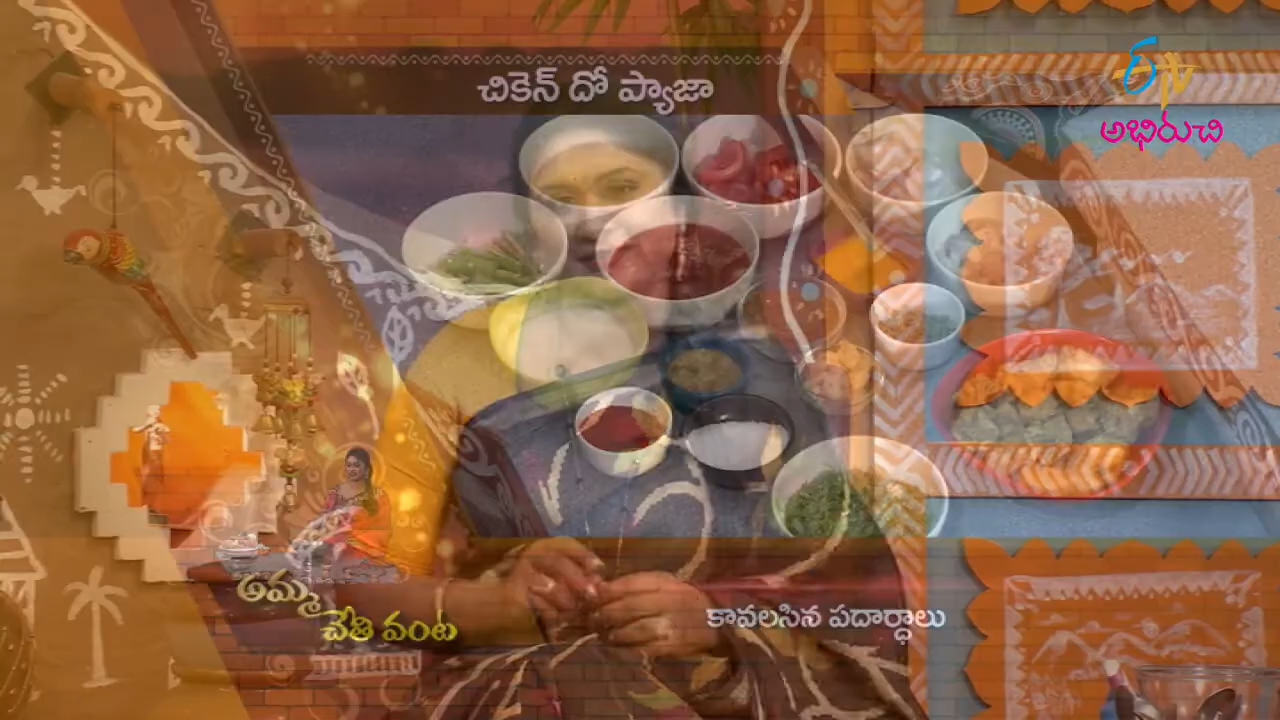 చికెన్ దో ప్యాజా
ETV
అభిరుచి
అమ్మ
చేతి వంట
కావలసిన పదార్ధాలు